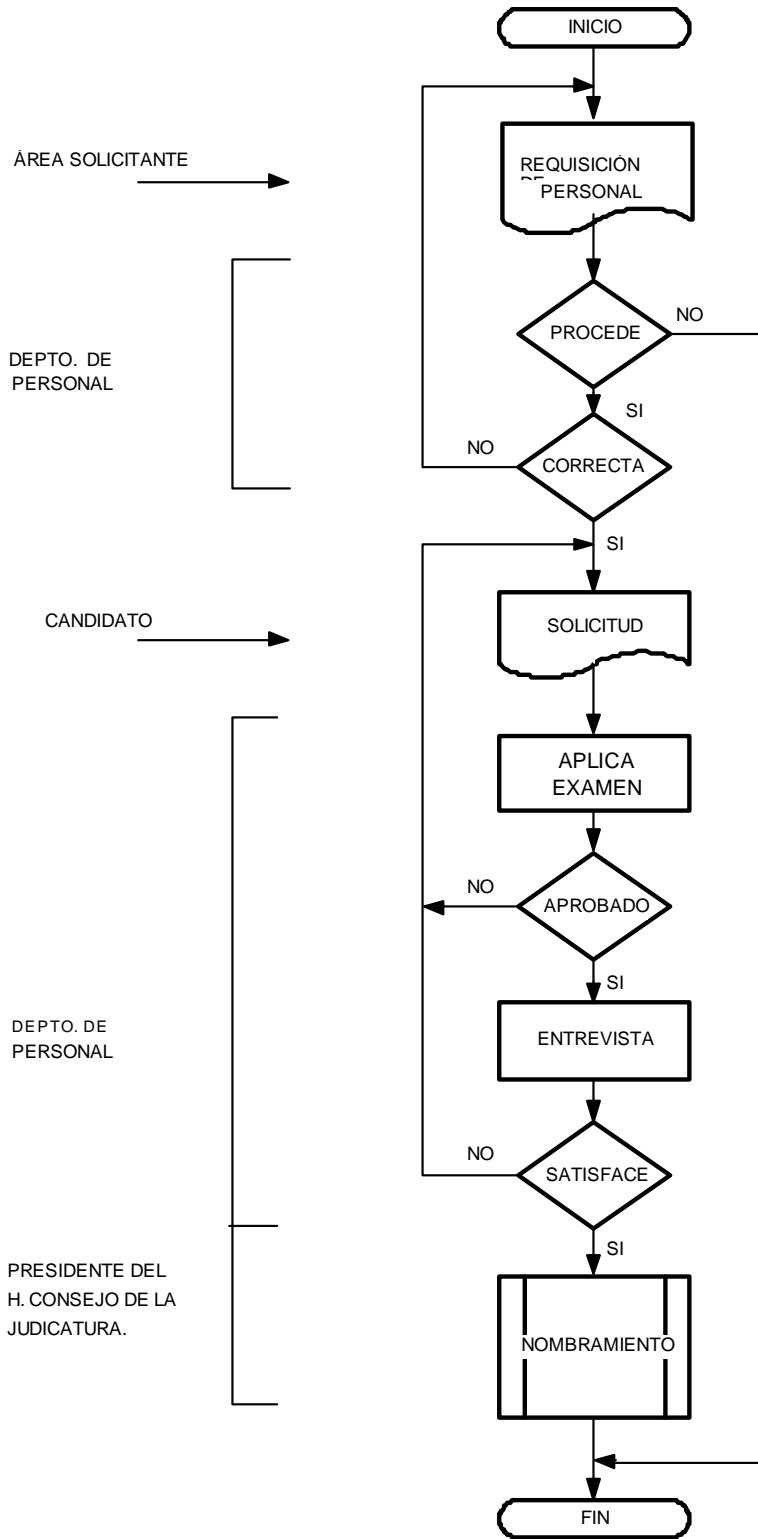 INICIO
ÁREA SOLICITANTE
REQUISICIÓN
PERSONAL
PROCEDE
NO
DEPTO. DE
PERSONAL
SI
NO
CORRECTA
SI
CANDIDATO
SOLICITUD
APLICA
EXAMEN
NO
APROBADO
SI
DEPTO. DE
PERSONAL
ENTREVISTA
NO
SATISFACE
SI
PRESIDENTE DEL
H. CONSEJO DE LA
JUDICATURA.
NOMBRAMIENTO
FIN